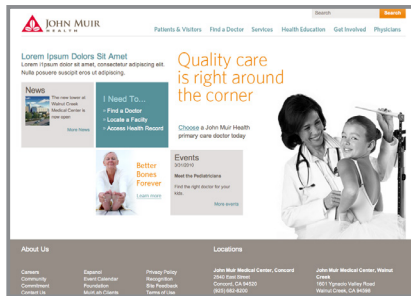 Search
Search
JOHN MUIR
HEALTH
Patients & Visitors Find a Doctor Services Health Education Get Involved Physicians
Lorem Ipsum Dolors Sit Amet
Lorem ipsum dolor sit amet, consectetur adipiscing elit.
Nulla posuere suscipit eros ut adipiscing.
Quality care
is right around
the corner
News
The new tower at
Walnut Creek
Medical Center is
now open
More News
I Need To...
Find a Doctor
Locate a Facility
Access Health Record
Choose a John Muir Health
primary care doctor today
Better
Bones
Forever
Learn more
Events
3/31/2010
Meet the Pediatricians
Find the right doctor for your
kids.
More events
About Us
Locations
Careers
Community
Commitment
Contact Us
Espanol
Event Calendar
Foundation
MuirLab Clients
Privacy Policy
Recognition
Site Feedback
Terms of Use
John Muir Medical Center, Concord
2540 East Street
Concord, CA 94520
(925) 682-8200
John Muir Medical Center, Walnut
Creek
1601 Ygnacio Valley Road
Walnut Creek, CA 94598